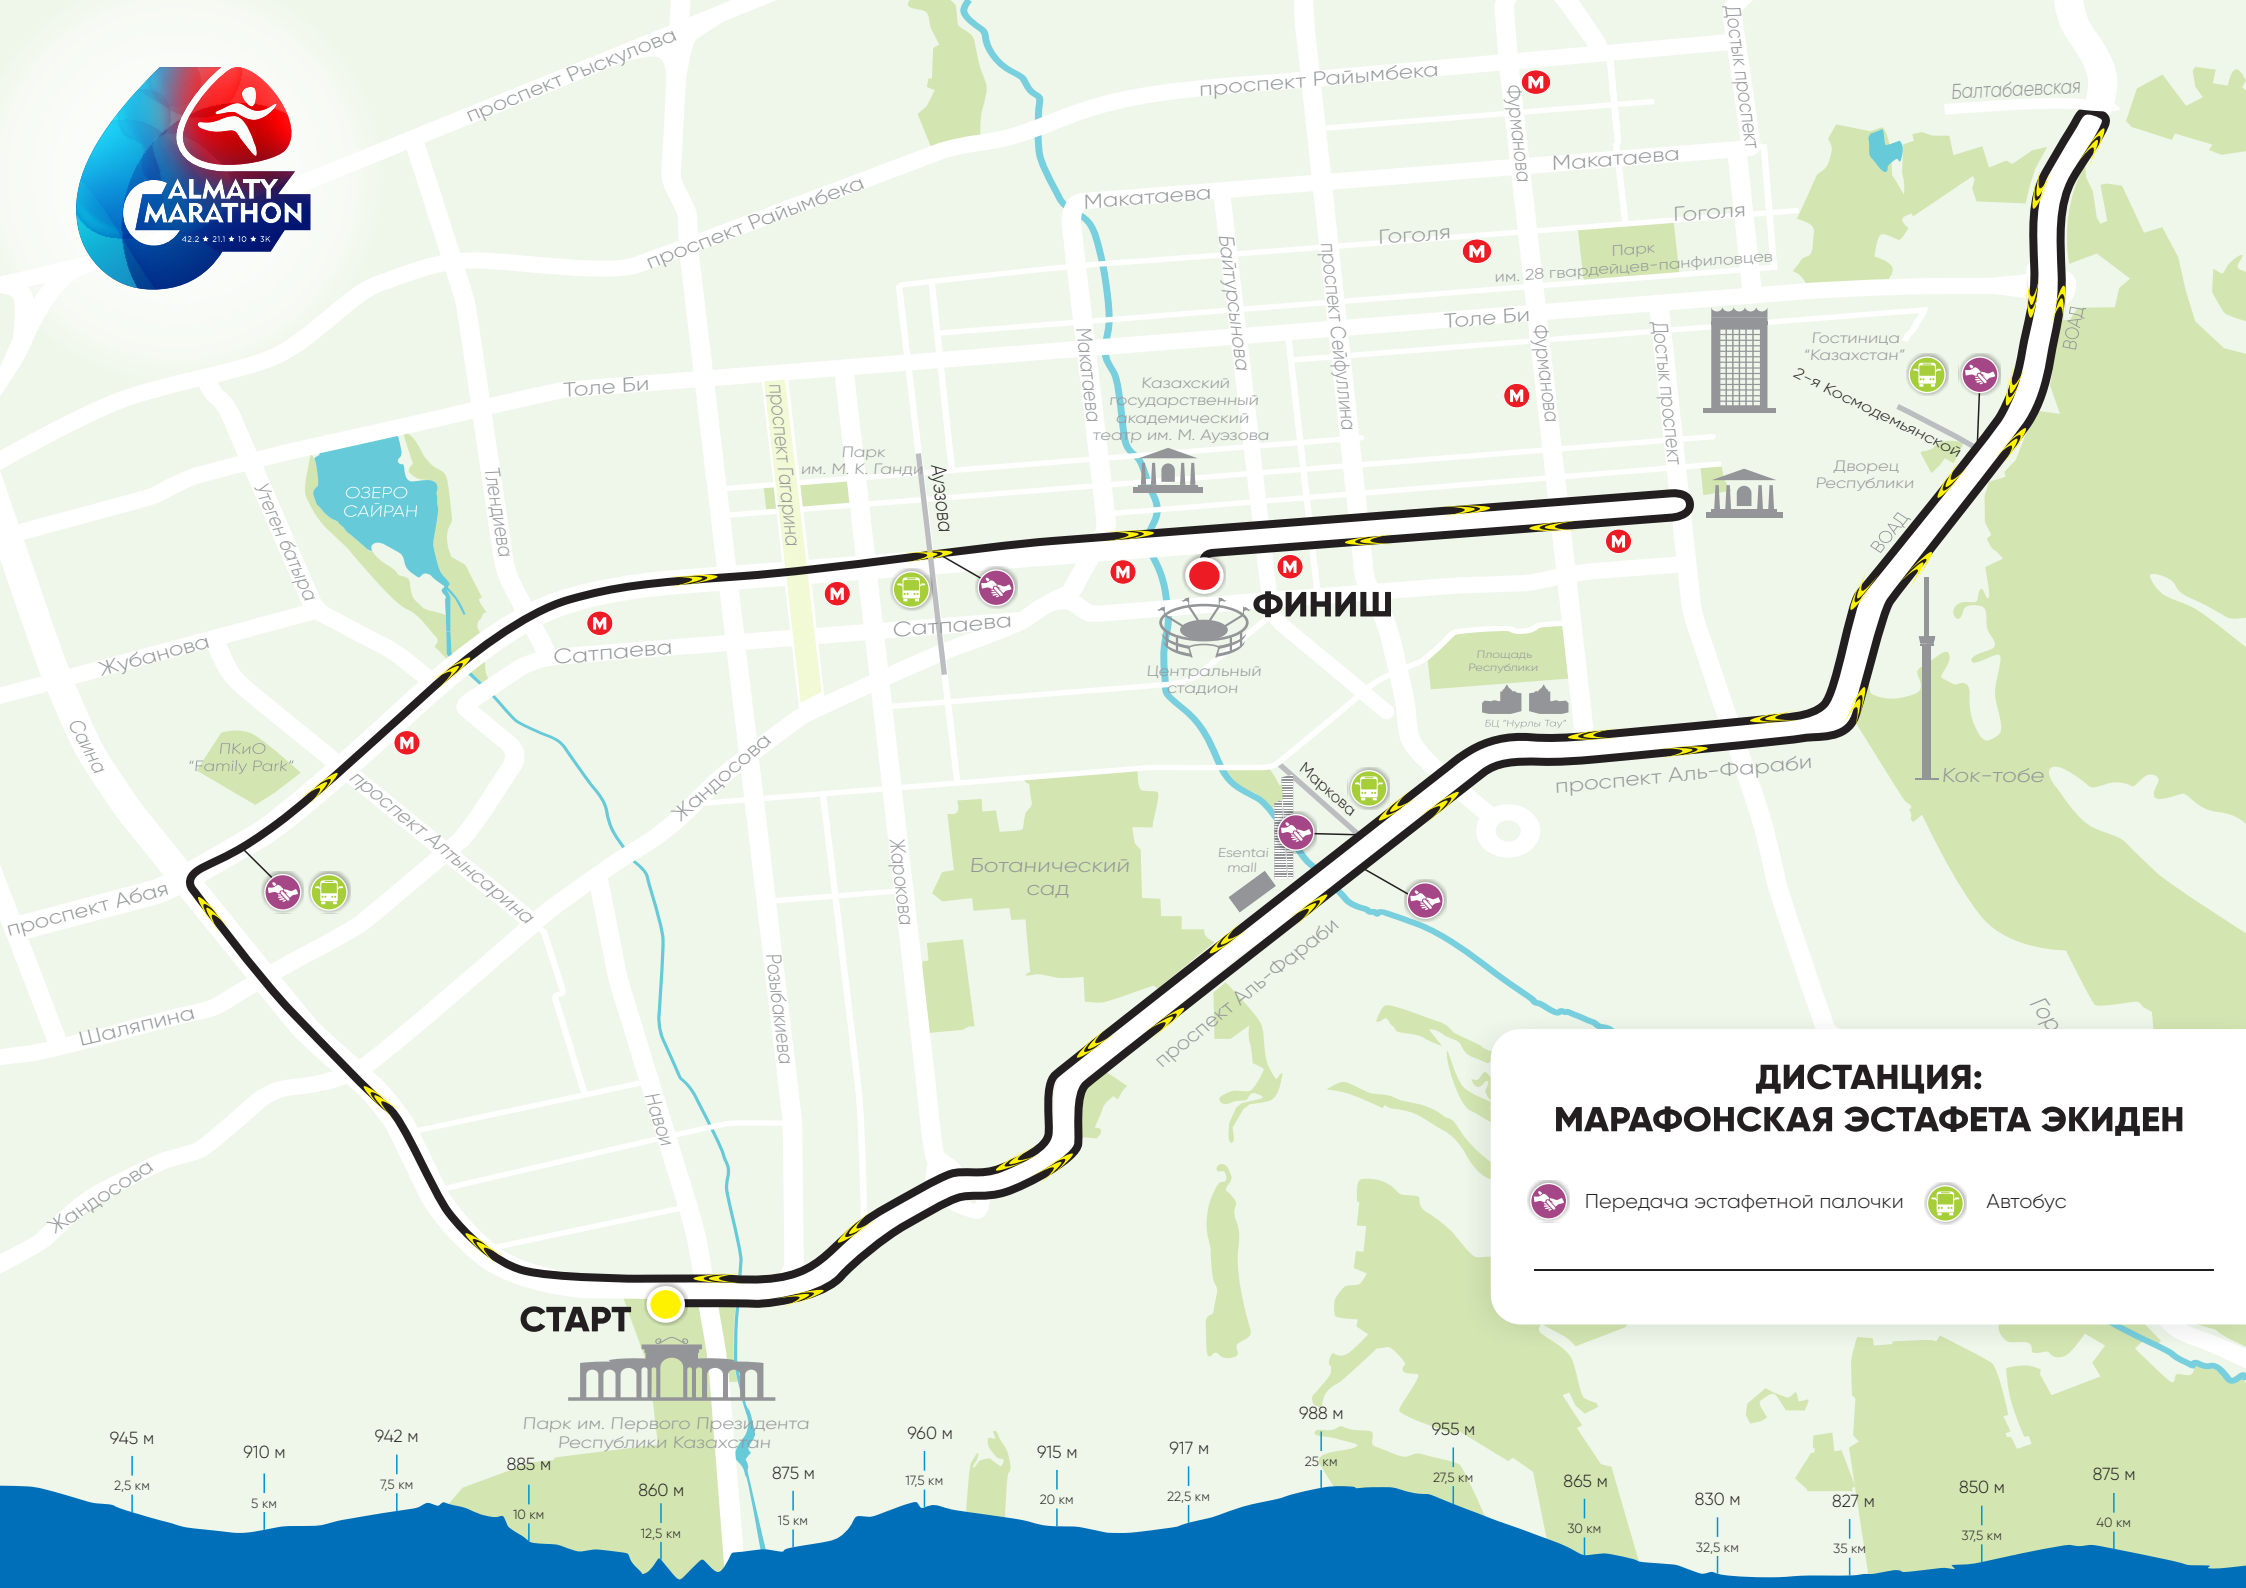 ALMATY
MARATHON
42.2 ★ 21.1 ★ 10 ★ 3K
проспект Рыскулова
проспект Райымбека
проспект Райымбека
Достык проспект
Балтабаевская
Фурманова
Макатаева
Макатаева
Гоголя
Гоголя
Парк
им. 28 гвардейцев-панфиловцев
Байтурсынова
проспект Сейфуллина
Макатаева
Толе Би
Толе Би
Фурманова
Достык проспект
ВОАД
Гостиница
"Казахстан"
2-я Космодемьянской
Казахский
государственный
академический
театр им. М. Ауэзова
проспект Гагарина
Парк
им. М. К. Ганди
Ауэзова
Дворец
Республики
ВОАД
ОЗЕРО
САЙРАН
Тлендиева
Утеген батыра
M
M
M
M
M
M
M
M
M
ФИНИШ
Сатпаева
Сатпаева
Жубанова
Центральный
стадион
Площадь
Республики
БЦ "Нурлы Тау"
Саина
ПКиО
"Family Park"
проспект Алтынсарина
Жандосова
Маркова
проспект Аль-Фараби
Кок-тобе
Esentai
mall
Ботанический
сад
Жарокова
проспект Абая
проспект Аль-Фараби
Розыбакиева
Шаляпина
Гор
Навои
Жандосова
ДИСТАНЦИЯ:
МАРАФОНСКАЯ ЭСТАФЕТА ЭКИДЕН
Передача эстафетной палочки
Автобус
СТАРТ
Парк им. Первого Президента
Республики Казахстан
945 м
2,5 км
910 м
5 км
942 м
7,5 км
885 м
10 км
860 м
12,5 км
875 м
15 км
960 м
17,5 км
915 м
20 км
917 м
22,5 км
988 м
25 км
955 м
27,5 км
865 м
30 км
830 м
32,5 км
827 м
35 км
850 м
37,5 км
875 м
40 км